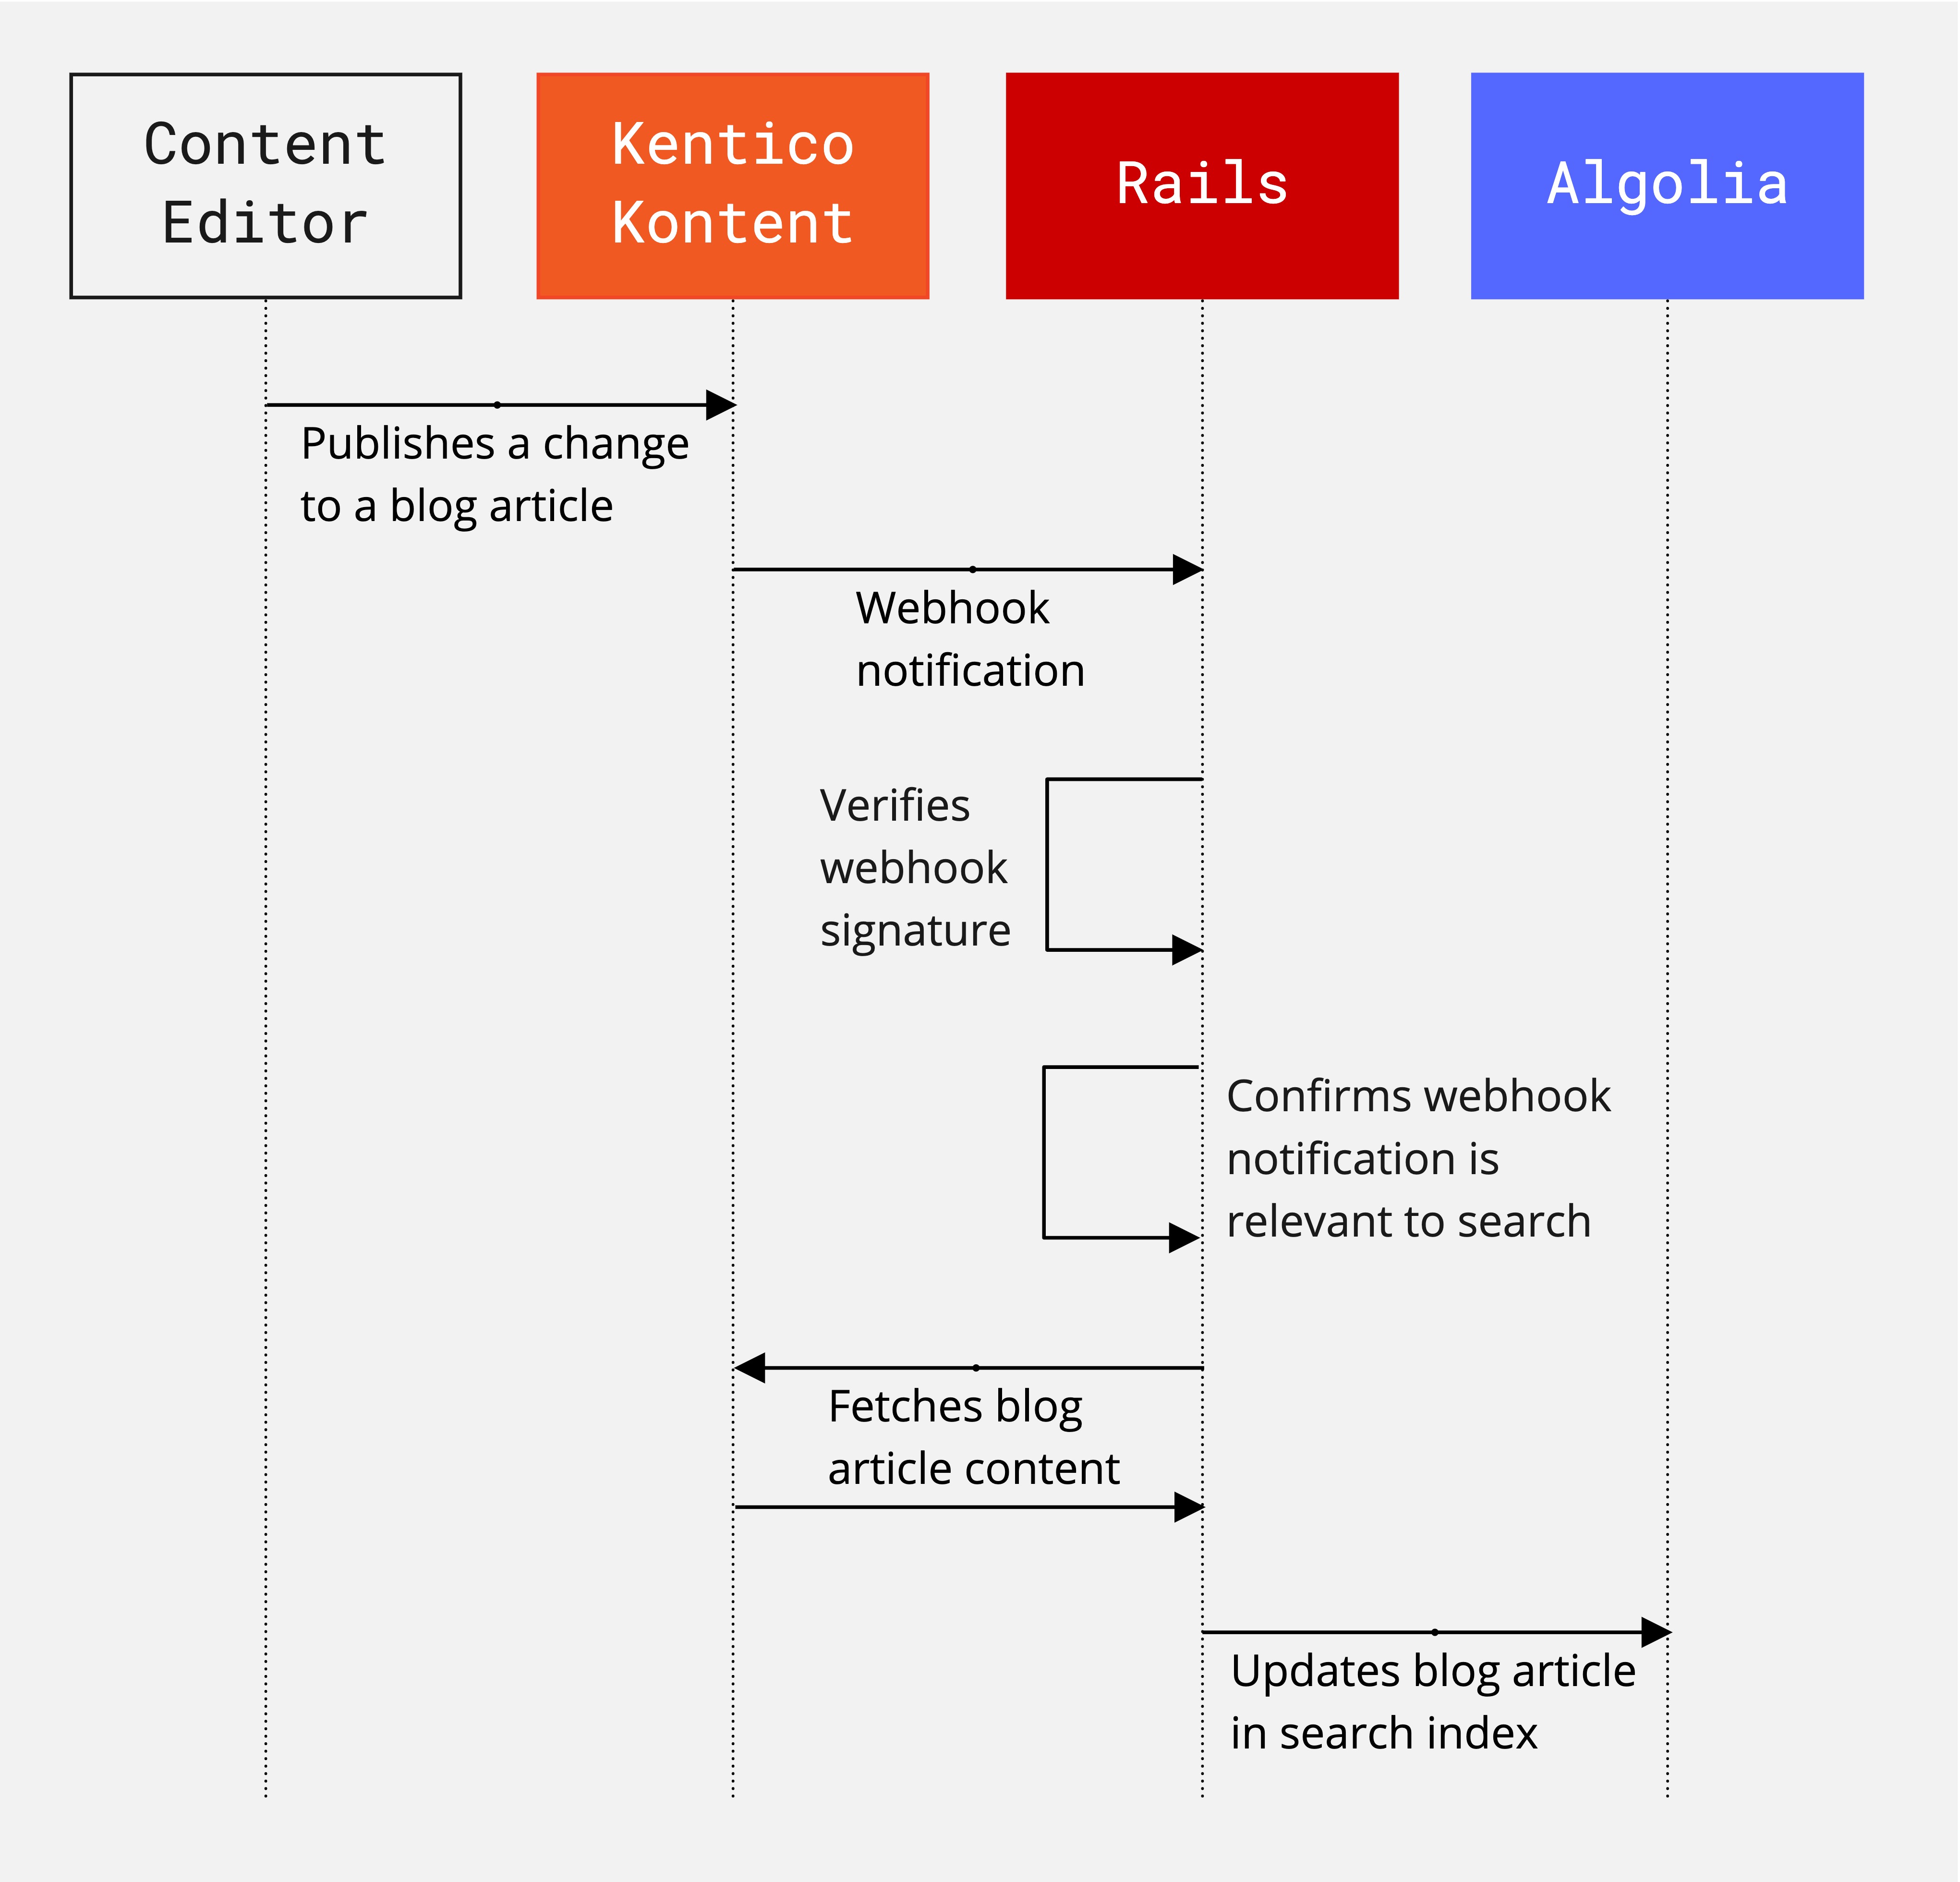 Content
Editor
Kentico
Kontent
Rails
Algolia
Publishes a change
to a blog article
Webhook
notification
Verifies
webhook
signature
Confirms webhook
notification is
relevant to search
Fetches blog
article content
Updates blog article
in search index